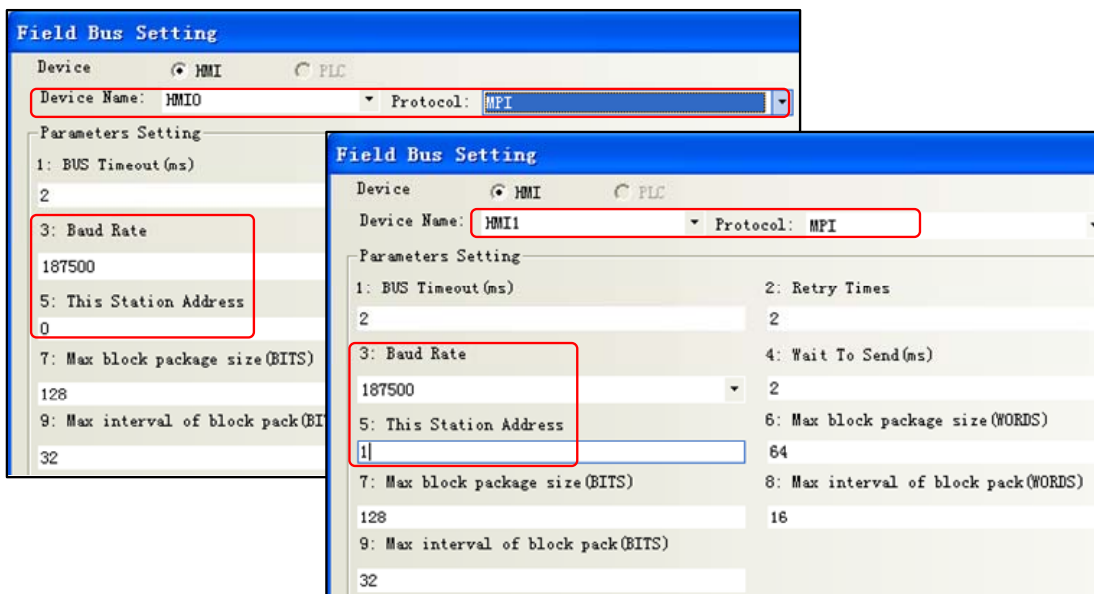 Field Bus Setting
Device HMI PLC
Device Name: HMI0 Protocol: MPI
Parameters Setting
1: BUS Timeout(ms)
2
3: Baud Rate
187500
5: This Station Address
0
7: Max block package size(BITS)
128
9: Max interval of block pack(BI
32
Field Bus Setting
Device HMI PLC
Device Name: HMI1 Protocol: MPI
Parameters Setting
1: BUS Timeout(ms) 2: Retry Times
2 2
3: Baud Rate 4: Wait To Send(ms)
187500 2
5: This Station Address 6: Max block package size(WORDS)
1 64
7: Max block package size(BITS) 8: Max interval of block pack(WORDS)
128 16
9: Max interval of block pack(BITS)
32